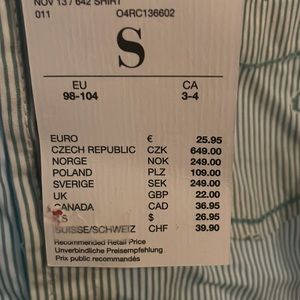 NOV 13 / 642 SHIRT
011 O4RC136602
S
EU CA
98-104 3-4
EURO € 25.95
CZECH REPUBLIC CZK 649.00
NORGE NOK 249.00
POLAND PLZ 109.00
SVERIGE SEK 249.00
UK GBP 22.00
CANADA CAD 36.95
S $ 26.95
SUISSE/SCHWEIZ CHF 39.90
Recommended Retail Price
Unverbindliche Preisempfehlung
Prix public recommandés